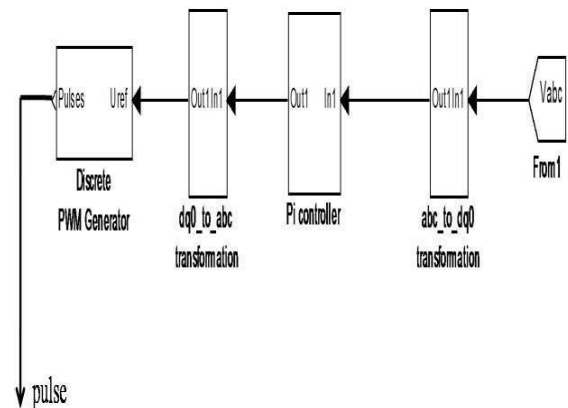 Pulses Uref
Out1 In1
Out1 In1
Out1 In1
Vabc
From1
Discrete
PWM Generator
dq0_to_abc
transformation
Pi controller
abc_to_dq0
transformation
pulse